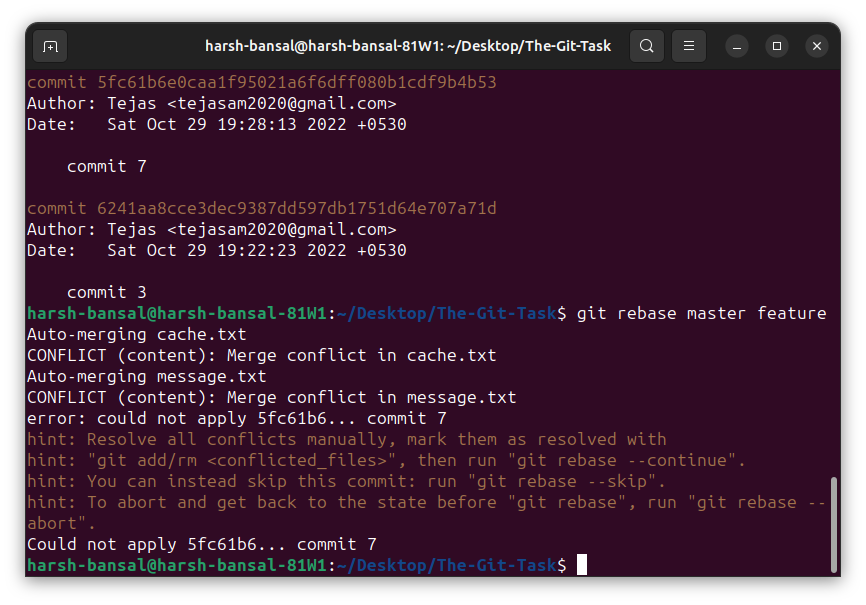 harsh-bansal@harsh-bansal-81W1: ~/Desktop/The-Git-Task
commit 5fc61b6e0caa1f95021a6f6dff080b1cdf9b4b53
Author: Tejas <tejasam2020@gmail.com>
Date:   Sat Oct 29 19:28:13 2022 +0530
    commit 7
commit 6241aa8cce3dec9387dd597db1751d64e707a71d
Author: Tejas <tejasam2020@gmail.com>
Date:   Sat Oct 29 19:22:23 2022 +0530
    commit 3
harsh-bansal@harsh-bansal-81W1:~/Desktop/The-Git-Task$ git rebase master feature
Auto-merging cache.txt
CONFLICT (content): Merge conflict in cache.txt
Auto-merging message.txt
CONFLICT (content): Merge conflict in message.txt
error: could not apply 5fc61b6... commit 7
hint: Resolve all conflicts manually, mark them as resolved with
hint: "git add/rm <conflicted_files>", then run "git rebase --continue".
hint: You can instead skip this commit: run "git rebase --skip".
hint: To abort and get back to the state before "git rebase", run "git rebase --
abort".
Could not apply 5fc61b6... commit 7
harsh-bansal@harsh-bansal-81W1:~/Desktop/The-Git-Task$